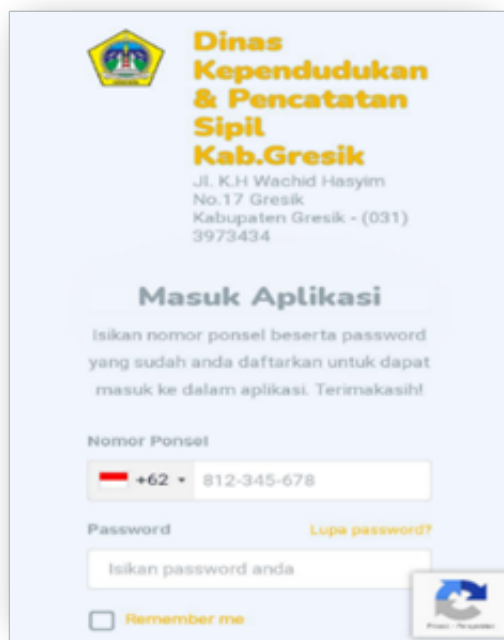 Dinas
Kependudukan
& Pencatatan
Sipil
Kab.Gresik
Jl. K.H Wachid Hasyim
No.17 Gresik
Kabupaten Gresik - (031)
3973434
Masuk Aplikasi
Isikan nomor ponsel beserta password
yang sudah anda daftarkan untuk dapat
masuk ke dalam aplikasi. Terimakasih!
Nomor Ponsel
+62 812-345-678
Password Lupa password?
Isikan password anda
Remember me